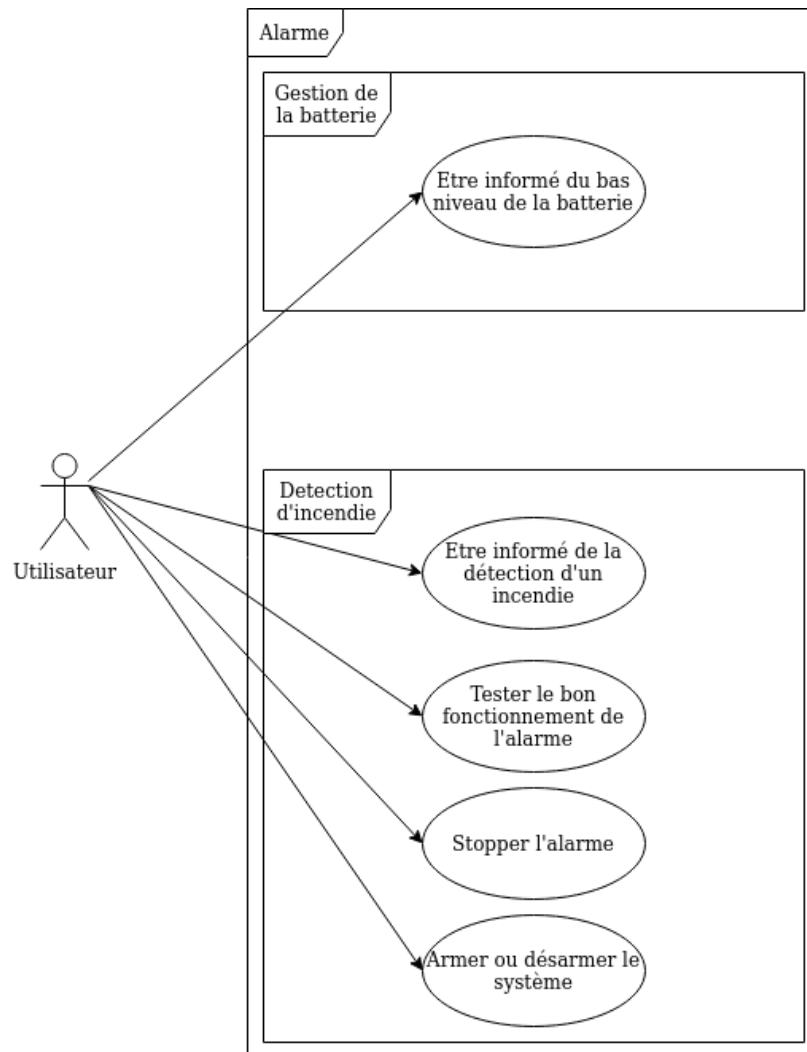 Alarme
Gestion de
la batterie
Etre informé du bas
niveau de la batterie
Utilisateur
Detection
d'incendie
Etre informé de la
détection d'un
incendie
Tester le bon
fonctionnement de
l'alarme
Stopper l'alarme
Armer ou désarmer le
système